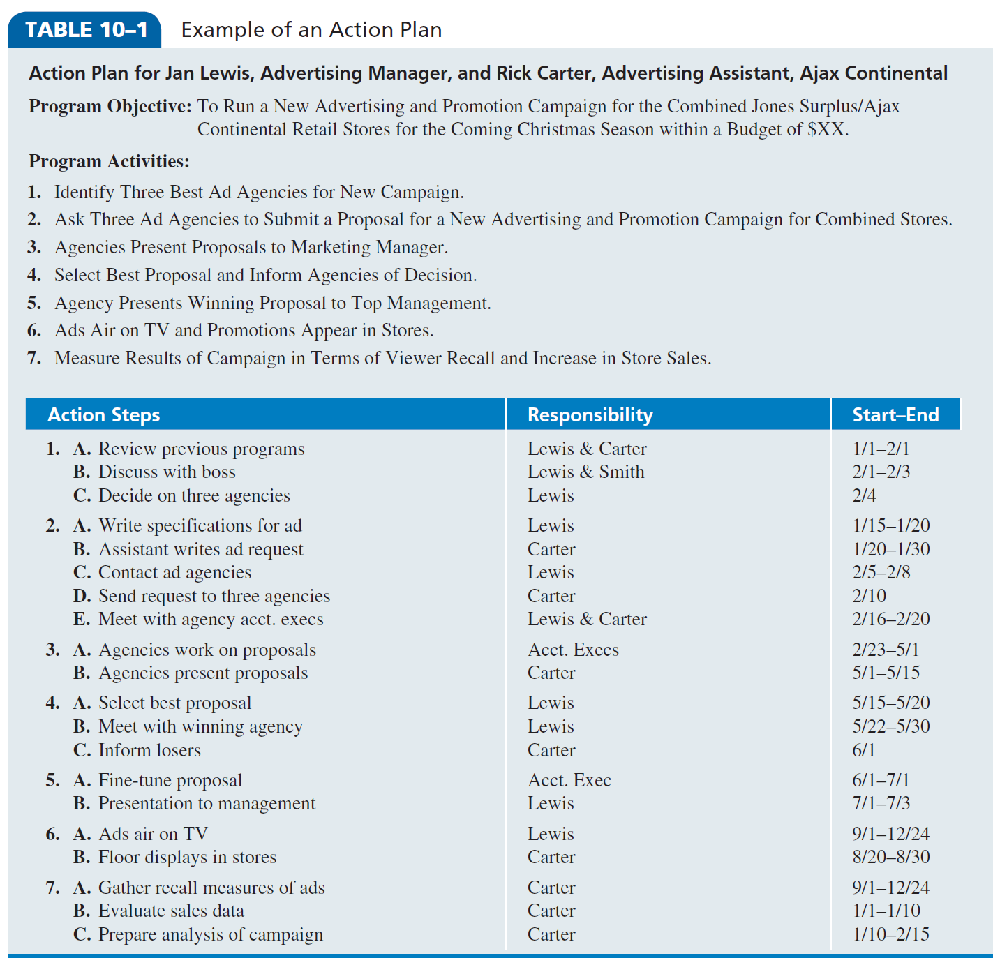 TABLE 10–1 Example of an Action Plan
Action Plan for Jan Lewis, Advertising Manager, and Rick Carter, Advertising Assistant, Ajax Continental
Program Objective: To Run a New Advertising and Promotion Campaign for the Combined Jones Surplus/Ajax
Continental Retail Stores for the Coming Christmas Season within a Budget of $XX.
Program Activities:
1. Identify Three Best Ad Agencies for New Campaign.
2. Ask Three Ad Agencies to Submit a Proposal for a New Advertising and Promotion Campaign for Combined Stores.
3. Agencies Present Proposals to Marketing Manager.
4. Select Best Proposal and Inform Agencies of Decision.
5. Agency Presents Winning Proposal to Top Management.
6. Ads Air on TV and Promotions Appear in Stores.
7. Measure Results of Campaign in Terms of Viewer Recall and Increase in Store Sales.
Action Steps Responsibility Start–End
1. A. Review previous programs Lewis & Carter 1/1–2/1
B. Discuss with boss Lewis & Smith 2/1–2/3
C. Decide on three agencies Lewis 2/4
2. A. Write specifications for ad Lewis 1/15–1/20
B. Assistant writes ad request Carter 1/20–1/30
C. Contact ad agencies Lewis 2/5–2/8
D. Send request to three agencies Carter 2/10
E. Meet with agency acct. execs Lewis & Carter 2/16–2/20
3. A. Agencies work on proposals Acct. Execs 2/23–5/1
B. Agencies present proposals Carter 5/1–5/15
4. A. Select best proposal Lewis 5/15–5/20
B. Meet with winning agency Lewis 5/22–5/30
C. Inform losers Carter 6/1
5. A. Fine-tune proposal Acct. Exec 6/1–7/1
B. Presentation to management Lewis 7/1–7/3
6. A. Ads air on TV Lewis 9/1–12/24
B. Floor displays in stores Carter 8/20–8/30
7. A. Gather recall measures of ads Carter 9/1–12/24
B. Evaluate sales data Carter 1/1–1/10
C. Prepare analysis of campaign Carter 1/10–2/15